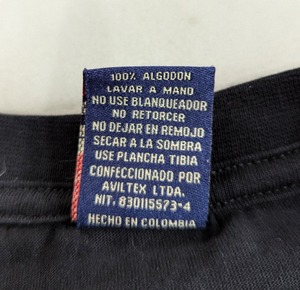 100% ALGODON
LAVAR A MANO
NO USE BLANQUEADOR
NO RETORCER
NO DEJAR EN REMOJO
SECAR A LA SOMBRA
USE PLANCHA TIBIA
CONFECCIONADO POR
AVILTEX LTDA.
NIT. 830115573-4
HECHO EN COLOMBIA